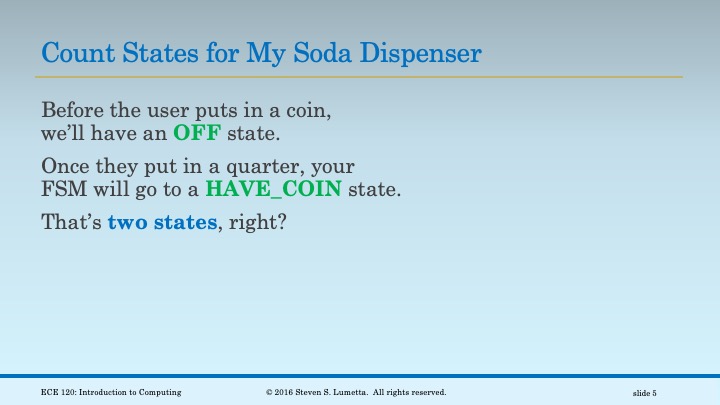 Count States for My Soda Dispenser
Before the user puts in a coin,
we’ll have an OFF state.
Once they put in a quarter, your
FSM will go to a HAVE_COIN state.
That’s two states, right?
ECE 120: Introduction to Computing
© 2016 Steven S. Lumetta.  All rights reserved.
slide 5